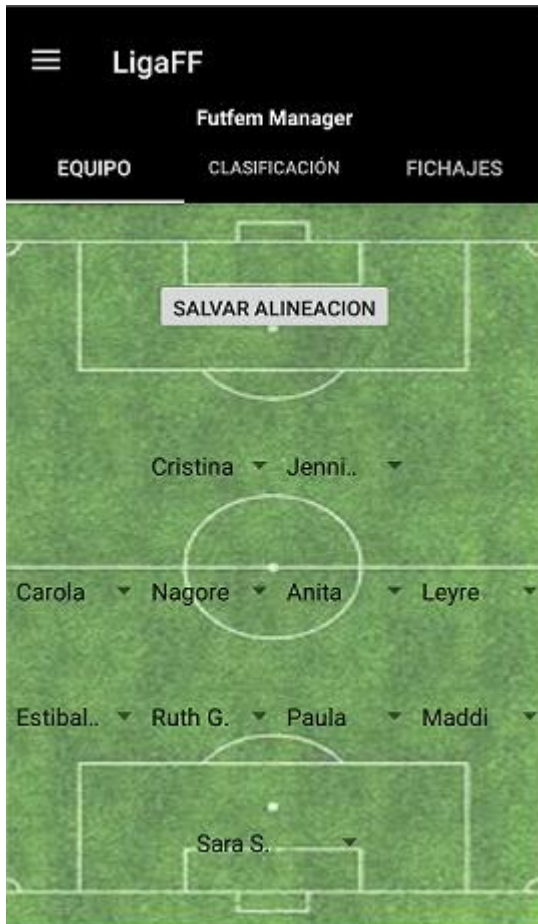 LigaFF
Futfem Manager
EQUIPO CLASIFICACIÓN FICHAJES
SALVAR ALINEACION
Cristina Jenni..
Carola Nagore Anita Leyre
Estibal.. Ruth G. Paula Maddi
Sara S.